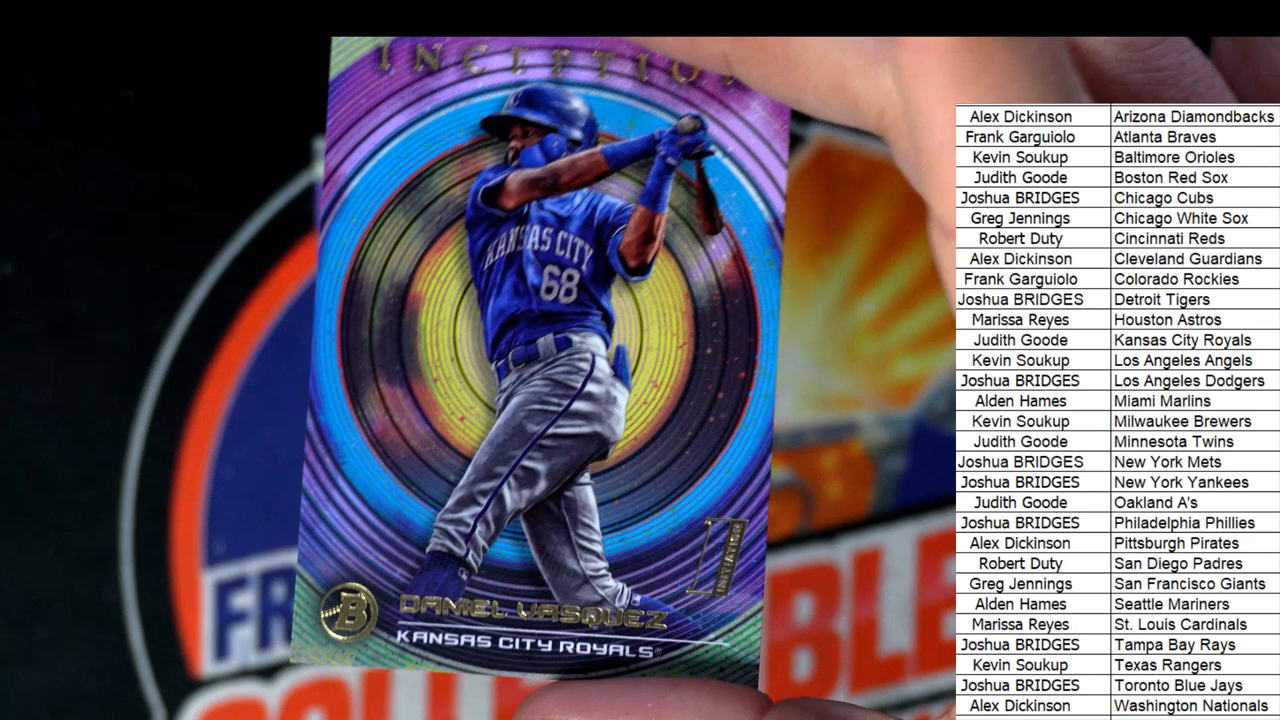 INCEPTION
KANSAS CITY
68
1 INITIATION
B
DANIEL VASQUEZ
KANSAS CITY ROYALS®
FR
COLLE BLE
Alex Dickinson Arizona Diamondbacks
Frank Garguiolo Atlanta Braves
Kevin Soukup Baltimore Orioles
Judith Goode Boston Red Sox
Joshua BRIDGES Chicago Cubs
Greg Jennings Chicago White Sox
Robert Duty Cincinnati Reds
Alex Dickinson Cleveland Guardians
Frank Garguiolo Colorado Rockies
Joshua BRIDGES Detroit Tigers
Marissa Reyes Houston Astros
Judith Goode Kansas City Royals
Kevin Soukup Los Angeles Angels
Joshua BRIDGES Los Angeles Dodgers
Alden Hames Miami Marlins
Kevin Soukup Milwaukee Brewers
Judith Goode Minnesota Twins
Joshua BRIDGES New York Mets
Joshua BRIDGES New York Yankees
Judith Goode Oakland A's
Joshua BRIDGES Philadelphia Phillies
Alex Dickinson Pittsburgh Pirates
Robert Duty San Diego Padres
Greg Jennings San Francisco Giants
Alden Hames Seattle Mariners
Marissa Reyes St. Louis Cardinals
Joshua BRIDGES Tampa Bay Rays
Kevin Soukup Texas Rangers
Joshua BRIDGES Toronto Blue Jays
Alex Dickinson Washington Nationals